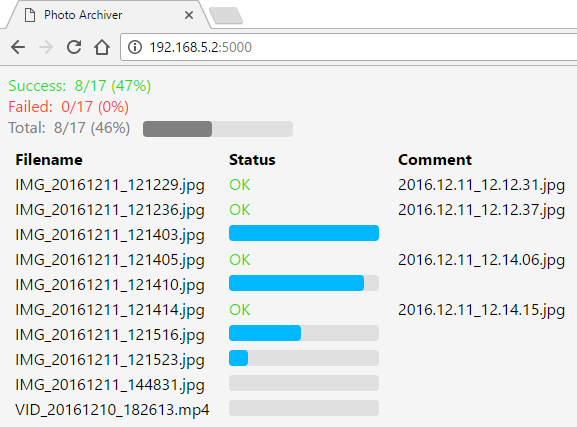 Photo Archiver
192.168.5.2:5000
Success: 8/17 (47%)
Failed: 0/17 (0%)
Total: 8/17 (46%)
Filename Status Comment
IMG_20161211_121229.jpg OK 2016.12.11_12.12.31.jpg
IMG_20161211_121236.jpg OK 2016.12.11_12.12.37.jpg
IMG_20161211_121403.jpg
IMG_20161211_121405.jpg OK 2016.12.11_12.14.06.jpg
IMG_20161211_121410.jpg
IMG_20161211_121414.jpg OK 2016.12.11_12.14.15.jpg
IMG_20161211_121516.jpg
IMG_20161211_121523.jpg
IMG_20161211_144831.jpg
VID_20161210_182613.mp4